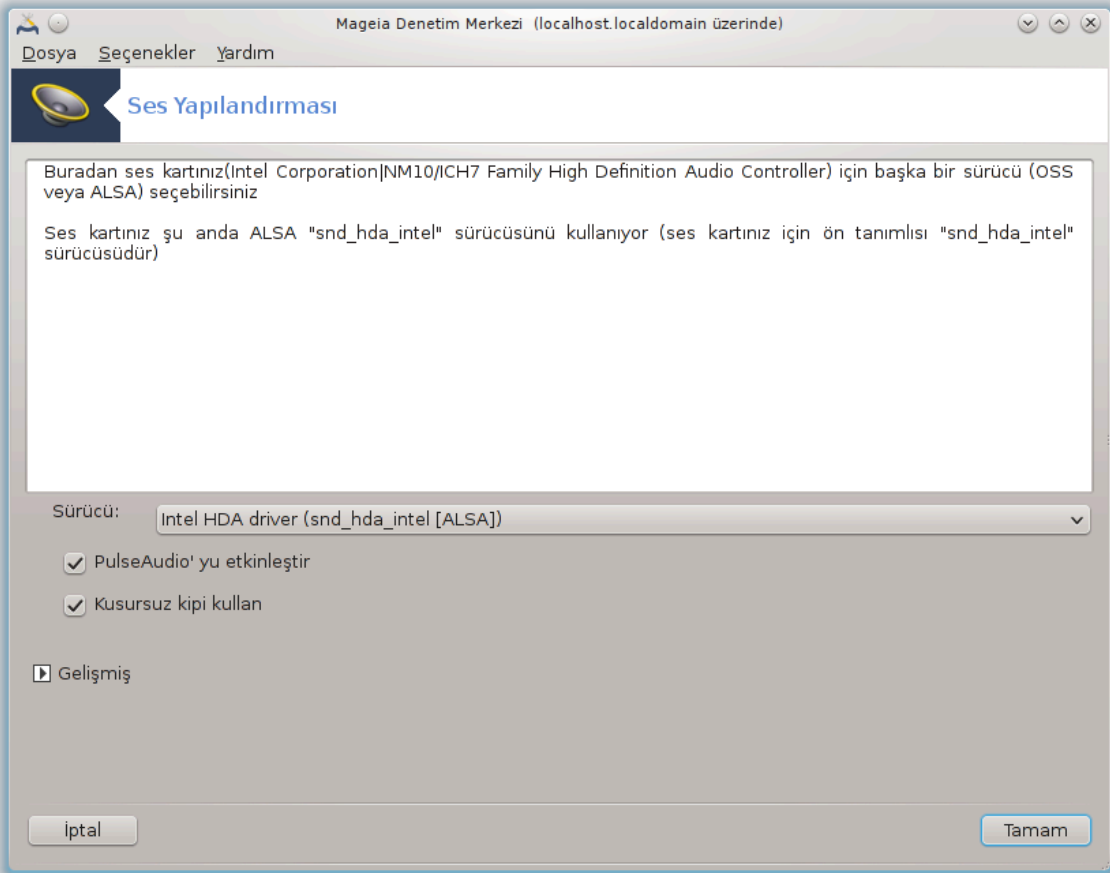 Mageia Denetim Merkezi (localhost.localdomain üzerinde)
Dosya Seçenekler Yardım
Ses Yapılandırması
Buradan ses kartınız(Intel Corporation|NM10/ICH7 Family High Definition Audio Controller) için başka bir sürücü (OSS
veya ALSA) seçebilirsiniz
Ses kartınız şu anda ALSA "snd_hda_intel" sürücüsünü kullanıyor (ses kartınız için ön tanımlısı "snd_hda_intel"
sürücüsüdür)
Sürücü:
Intel HDA driver (snd_hda_intel [ALSA])
PulseAudio' yu etkinleştir
Kusursuz kipi kullan
Gelişmiş
İptal
Tamam